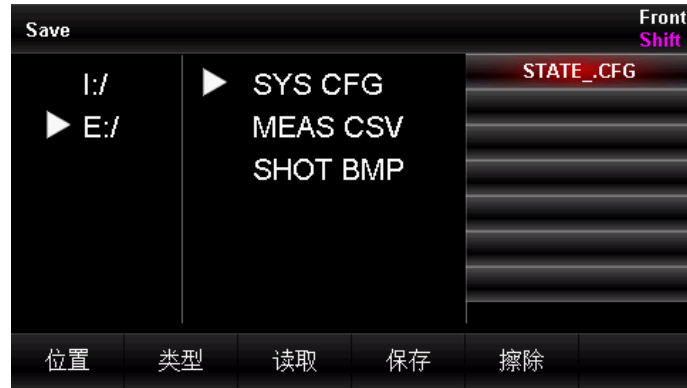 Save
Front
Shift
I:/
E:/
SYS CFG
MEAS CSV
SHOT BMP
STATE_.CFG
位置 类型 读取 保存 擦除